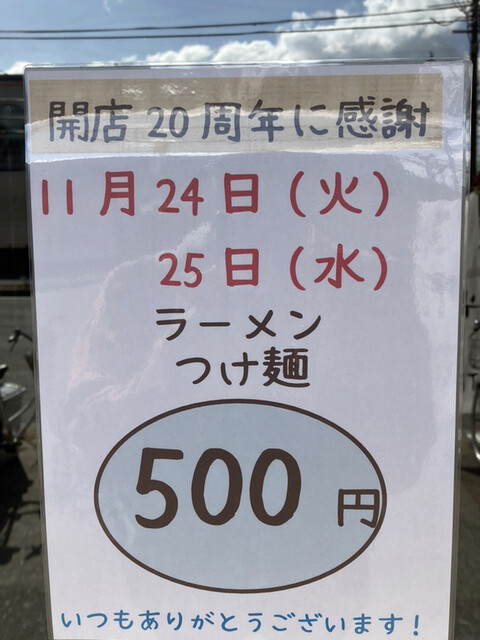 開店20周年に感謝
11月24日(火)
25日(水)
ラーメン
つけ麺
500円
いつもありがとうございます!